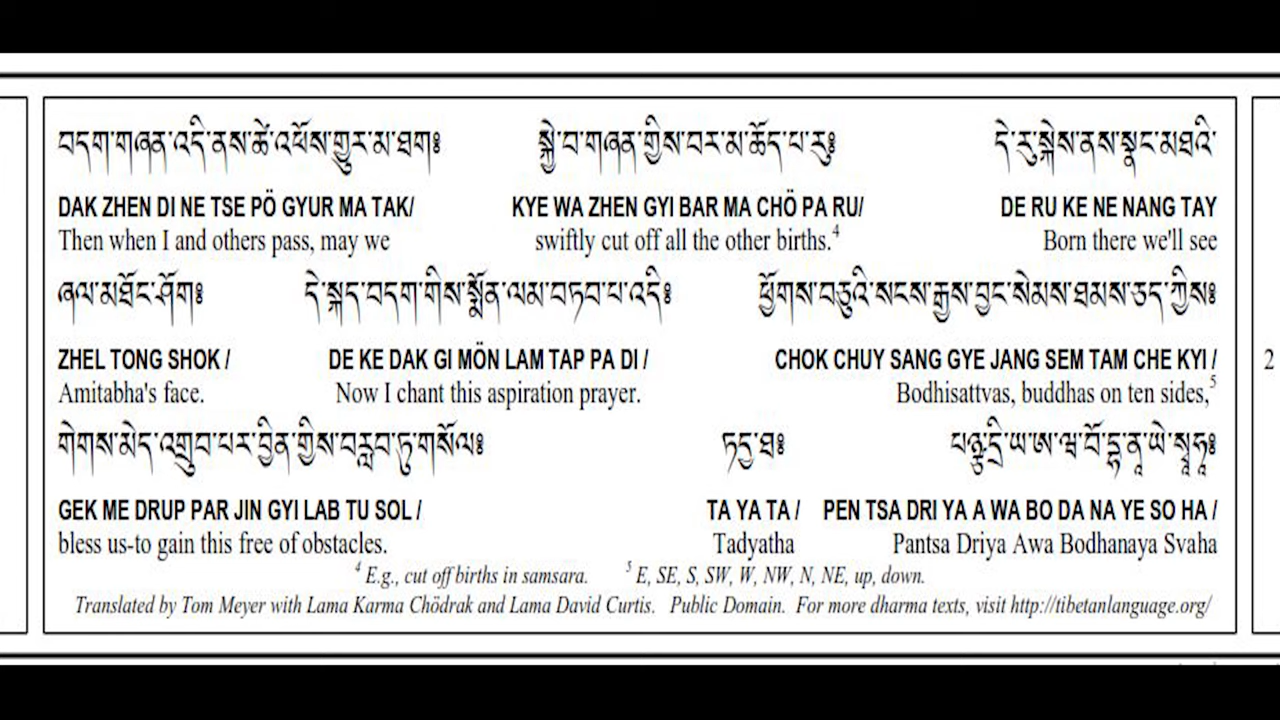 བདག་གཞན་འདི་ནས་ཚེ་འཕོས་གྱུར་མ་ཐག༔ སྐྱེ་བ་གཞན་གྱིས་བར་མ་ཆོད་པ་རུ༔ དེ་རུ་སྐྱེས་ནས་སྣང་མཐའི་
DAK ZHEN DI NE TSE PÖ GYUR MA TAK/ KYE WA ZHEN GYI BAR MA CHÖ PA RU/ DE RU KE NE NANG TAY
Then when I and others pass, may we swiftly cut off all the other births.4 Born there we'll see
ཞལ་མཐོང་ཤོག༔ དེ་སྐད་བདག་གིས་སྨོན་ལམ་བཏབ་པ་འདི༔ ཕྱོགས་བཅུའི་སངས་རྒྱས་བྱང་སེམས་ཐམས་ཅད་ཀྱིས༔
ZHEL TONG SHOK / DE KE DAK GI MÖN LAM TAP PA DI / CHOK CHUY SANG GYE JANG SEM TAM CHE KYI /
Amitabha's face. Now I chant this aspiration prayer. Bodhisattvas, buddhas on ten sides,5
2
གེགས་མེད་འགྲུབ་པར་བྱིན་གྱིས་བརླབ་ཏུ་གསོལ༔ ཏདྱ་ཐ༔ པཉྩནྡྲི་ཡ་ཨ་ཝ་བོ་དྷ་ནཱ་ཡེ་སྭཱཧཱ༔
GEK ME DRUP PAR JIN GYI LAB TU SOL / TA YA TA / PEN TSA DRI YA A WA BO DA NA YE SO HA /
bless us-to gain this free of obstacles. Tadyatha Pantsa Driya Awa Bodhanaya Svaha
4 E.g., cut off births in samsara. 5 E, SE, S, SW, W, NW, N, NE, up, down.
Translated by Tom Meyer with Lama Karma Chödrak and Lama David Curtis. Public Domain. For more dharma texts, visit http://tibetanlanguage.org/